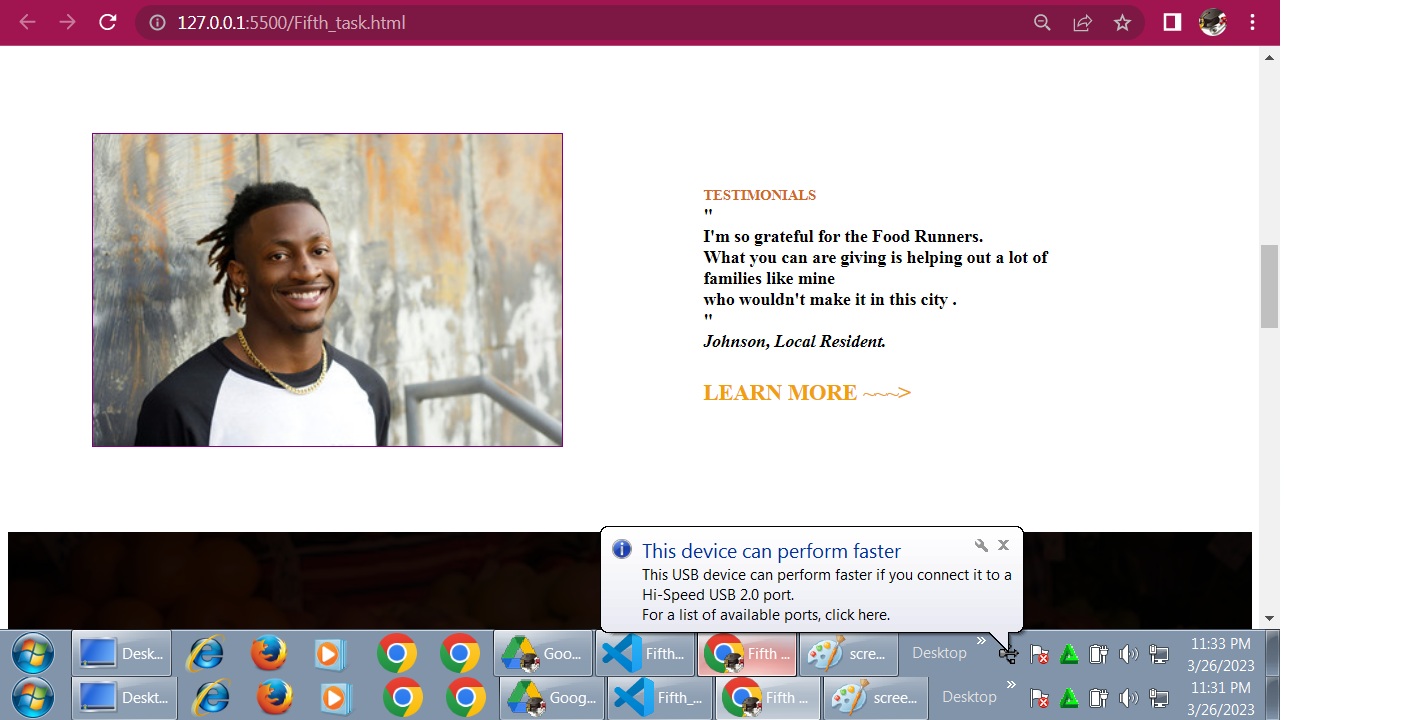 127.0.0.1:5500/Fifth_task.html
TESTIMONIALS
"
I'm so grateful for the Food Runners.
What you can are giving is helping out a lot of
families like mine
who wouldn't make it in this city .
"
Johnson, Local Resident.
LEARN MORE ~~~>
This device can perform faster
This USB device can perform faster if you connect it to a
Hi-Speed USB 2.0 port.
For a list of available ports, click here.
Desk... Goo... Fifth... Fifth ... scre... Desktop » 11:33 PM
3/26/2023
Deskt... Goog... Fifth_... Fifth ... scree... Desktop » 11:31 PM
3/26/2023